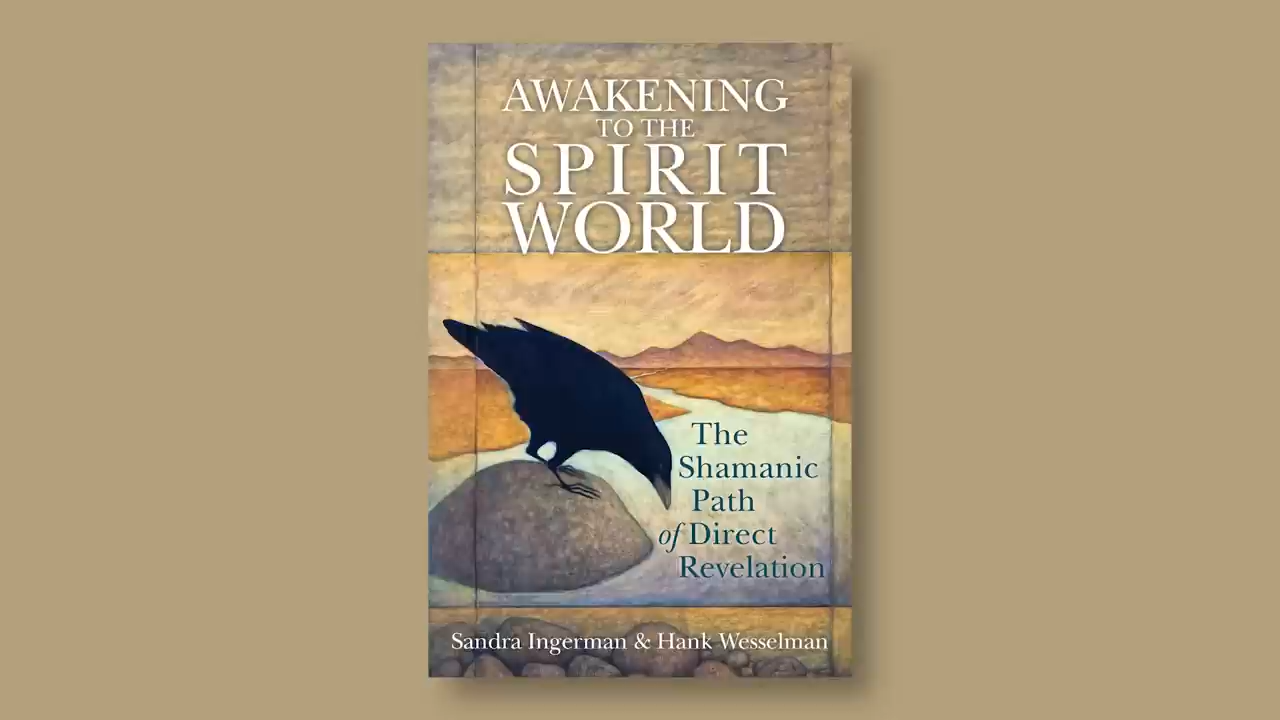 AWAKENING
TO THE
SPIRIT
WORLD
The
Shamanic
Path
of Direct
Revelation
Sandra Ingerman & Hank Wesselman